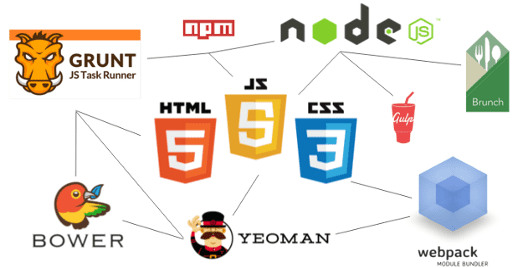 npm
node
JS
GRUNT
JS Task Runner
JS
HTML
CSS
5
5
3
Gulp
Brunch
BOWER
YEOMAN
webpack
MODULE BUNDLER